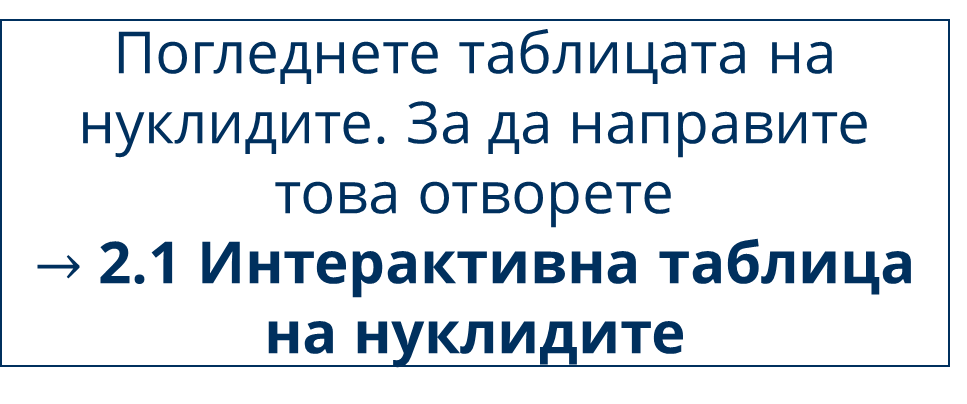 Погледнете таблицата на
нуклидите. За да направите
това отворете
→ 2.1 Интерактивна таблица
на нуклидите